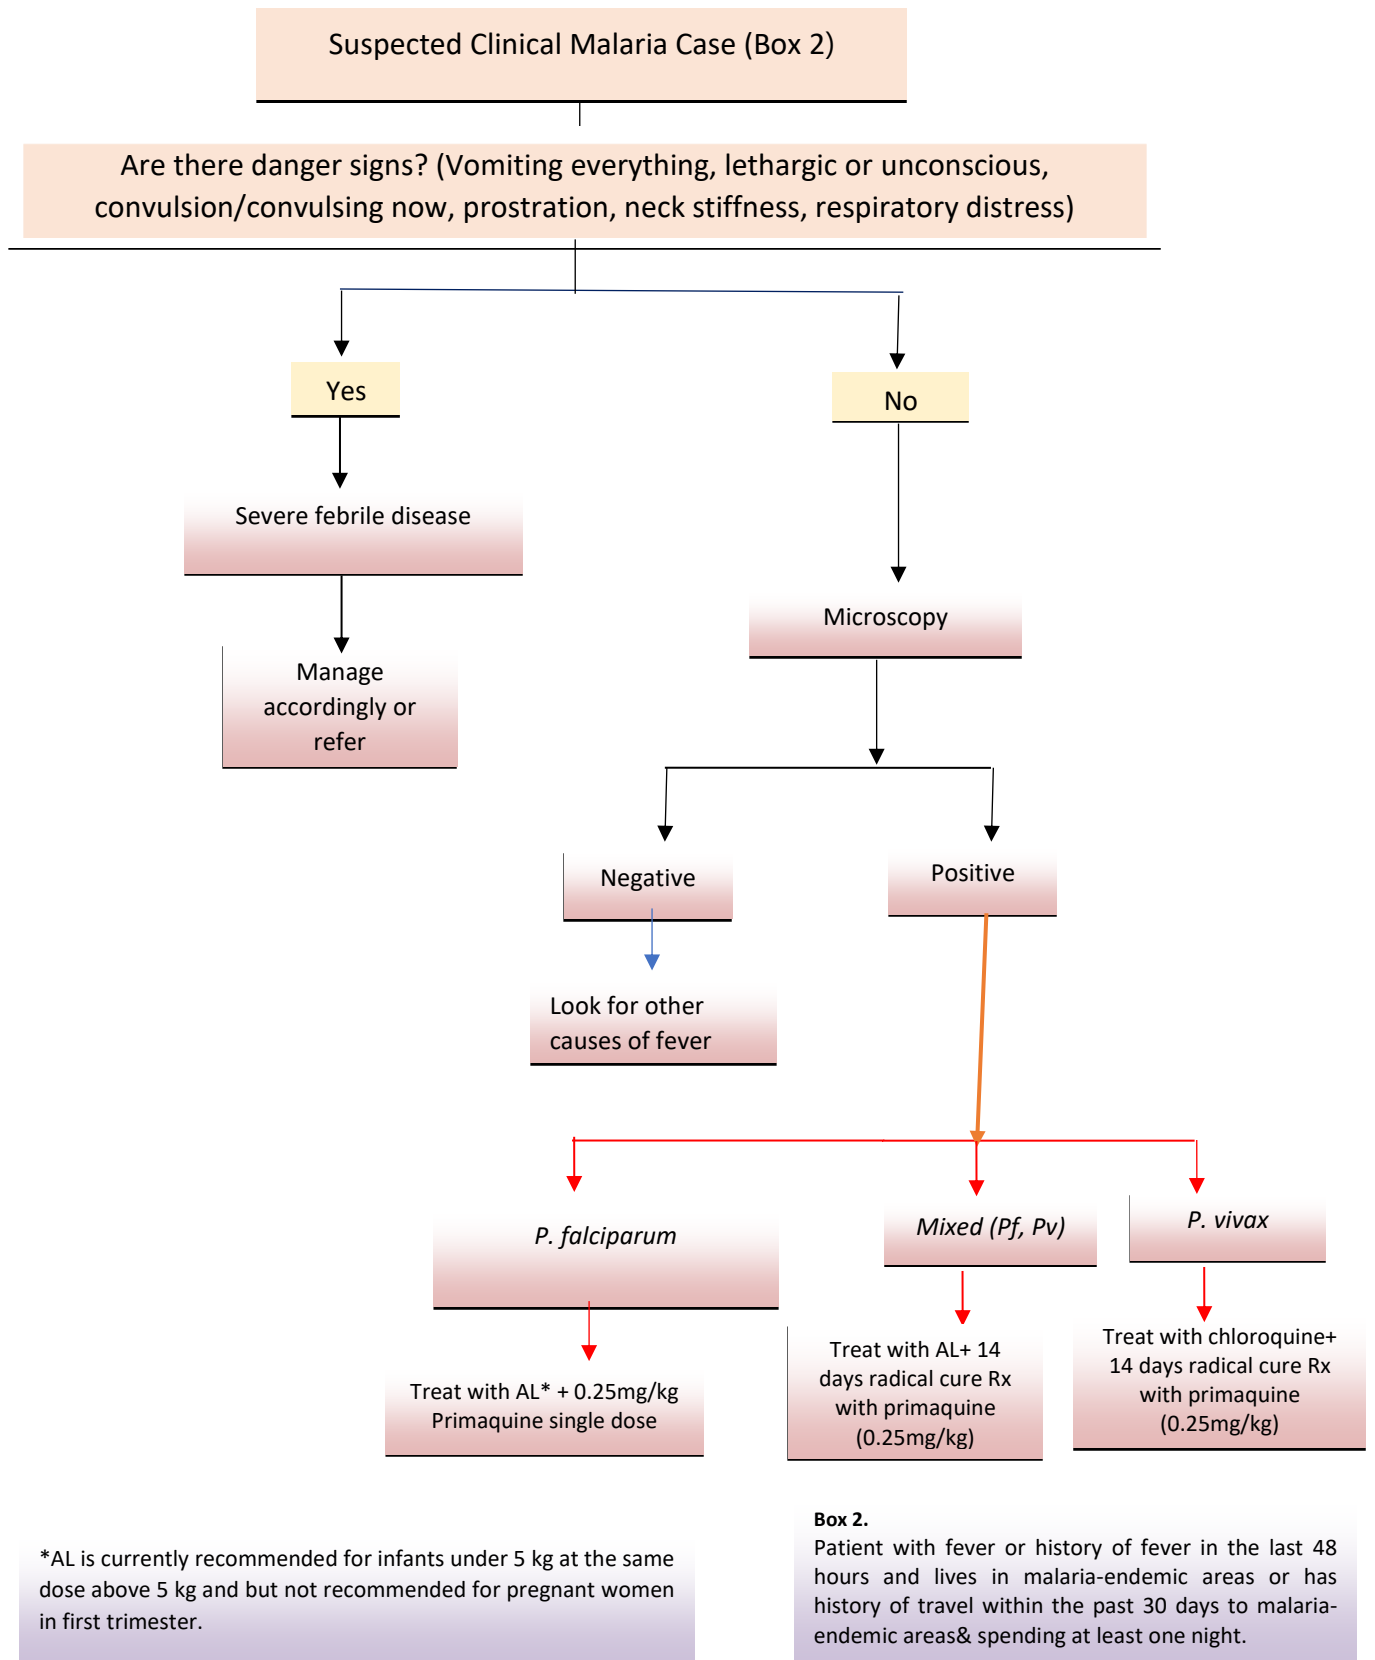 Suspected Clinical Malaria Case (Box 2)
Are there danger signs? (Vomiting everything, lethargic or unconscious,
convulsion/convulsing now, prostration, neck stiffness, respiratory distress)
Yes
No
Severe febrile disease
Microscopy
Manage
accordingly or
refer
Negative
Positive
Look for other
causes of fever
P. falciparum
Mixed (Pf, Pv)
P. vivax
Treat with AL* + 0.25mg/kg
Primaquine single dose
Treat with AL+ 14
days radical cure Rx
with primaquine
(0.25mg/kg)
Treat with chloroquine+
14 days radical cure Rx
with primaquine
(0.25mg/kg)
*AL is currently recommended for infants under 5 kg at the same
dose above 5 kg and but not recommended for pregnant women
in first trimester.
Box 2.
Patient with fever or history of fever in the last 48
hours and lives in malaria-endemic areas or has
history of travel within the past 30 days to malaria-
endemic areas& spending at least one night.